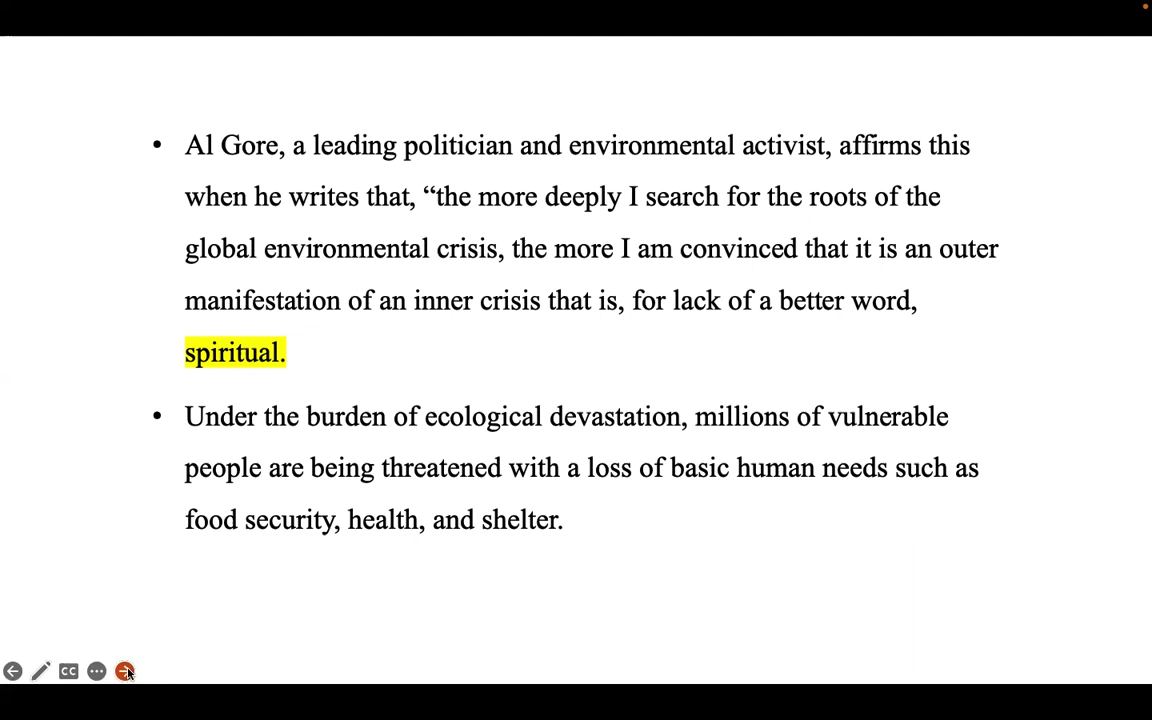 • Al Gore, a leading politician and environmental activist, affirms this
when he writes that, “the more deeply I search for the roots of the
global environmental crisis, the more I am convinced that it is an outer
manifestation of an inner crisis that is, for lack of a better word,
spiritual.
• Under the burden of ecological devastation, millions of vulnerable
people are being threatened with a loss of basic human needs such as
food security, health, and shelter.
CC